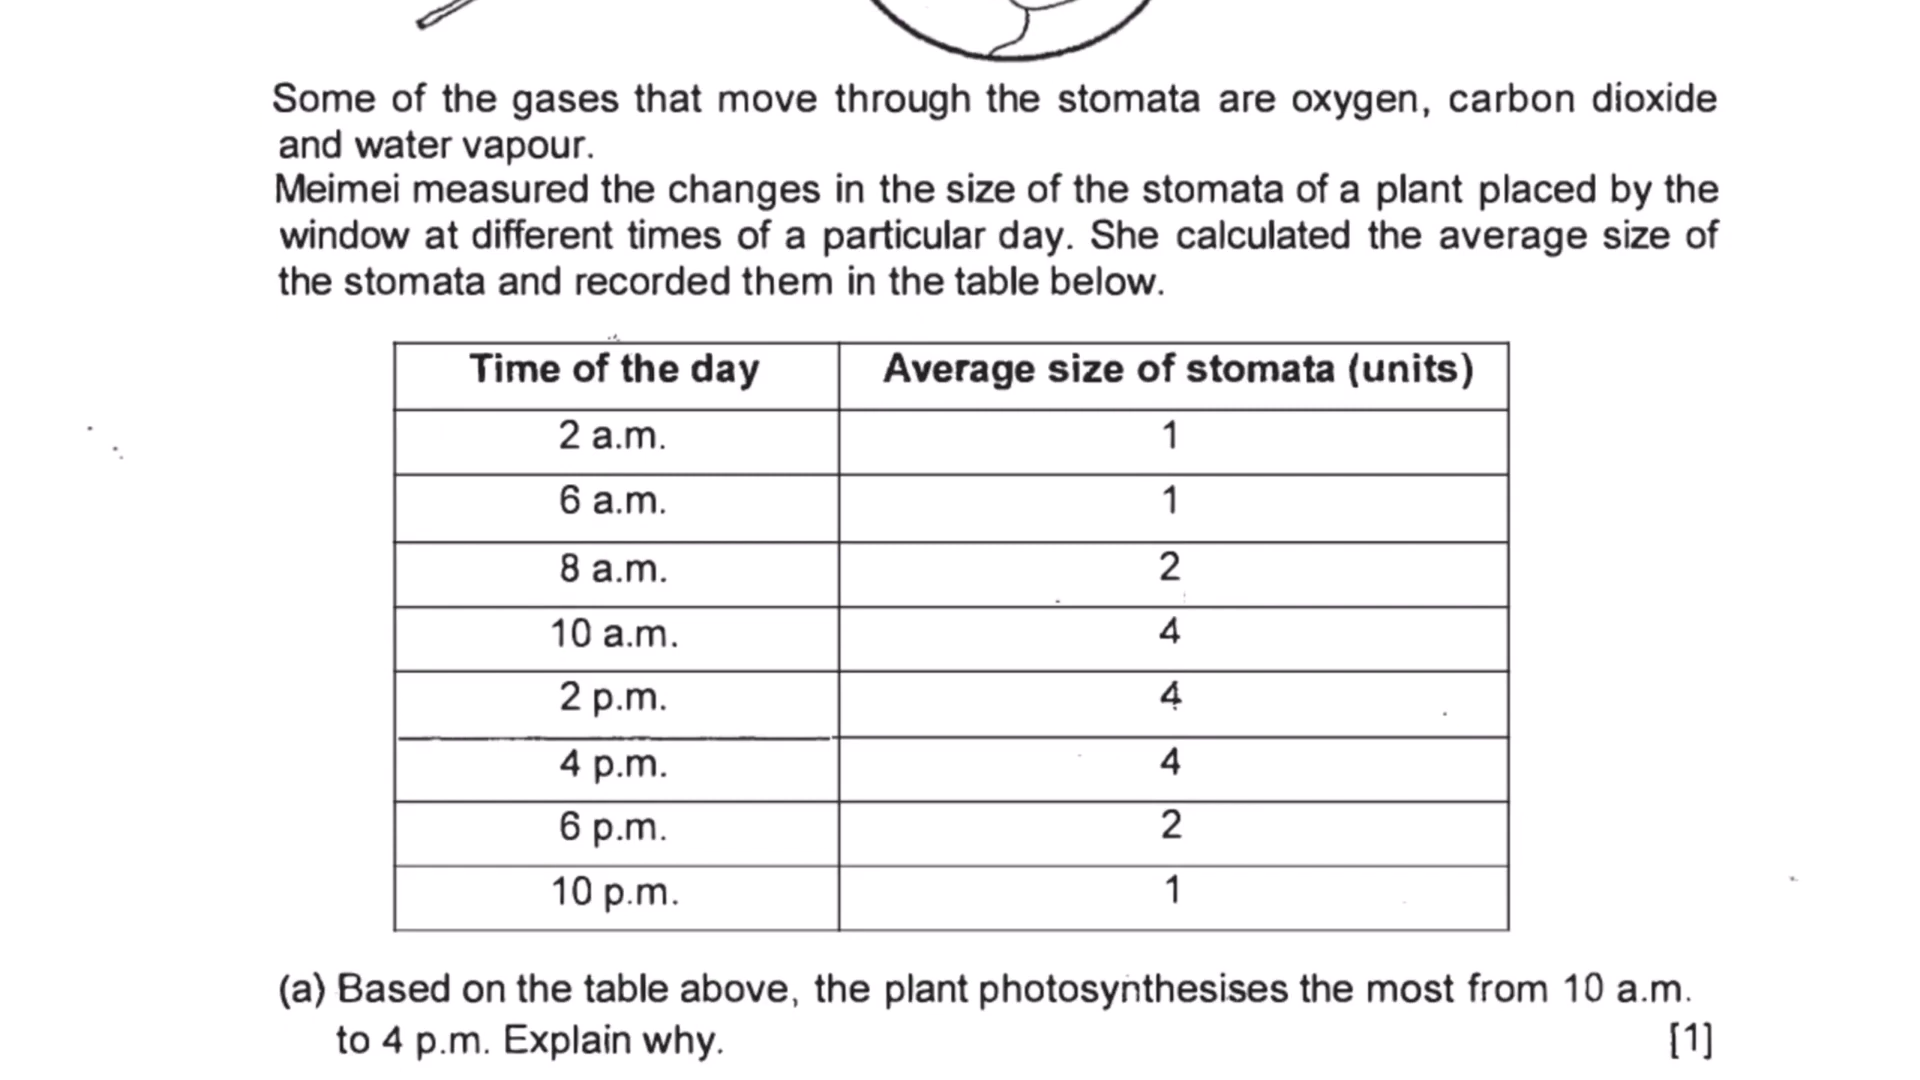 Some of the gases that move through the stomata are oxygen, carbon dioxide
and water vapour.
Meimei measured the changes in the size of the stomata of a plant placed by the
window at different times of a particular day. She calculated the average size of
the stomata and recorded them in the table below.
Time of the day Average size of stomata (units)
2 a.m. 1
6 a.m. 1
8 a.m. 2
10 a.m. 4
2 p.m. 4
4 p.m. 4
6 p.m. 2
10 p.m. 1
(a) Based on the table above, the plant photosynthesises the most from 10 a.m.
to 4 p.m. Explain why. [1]